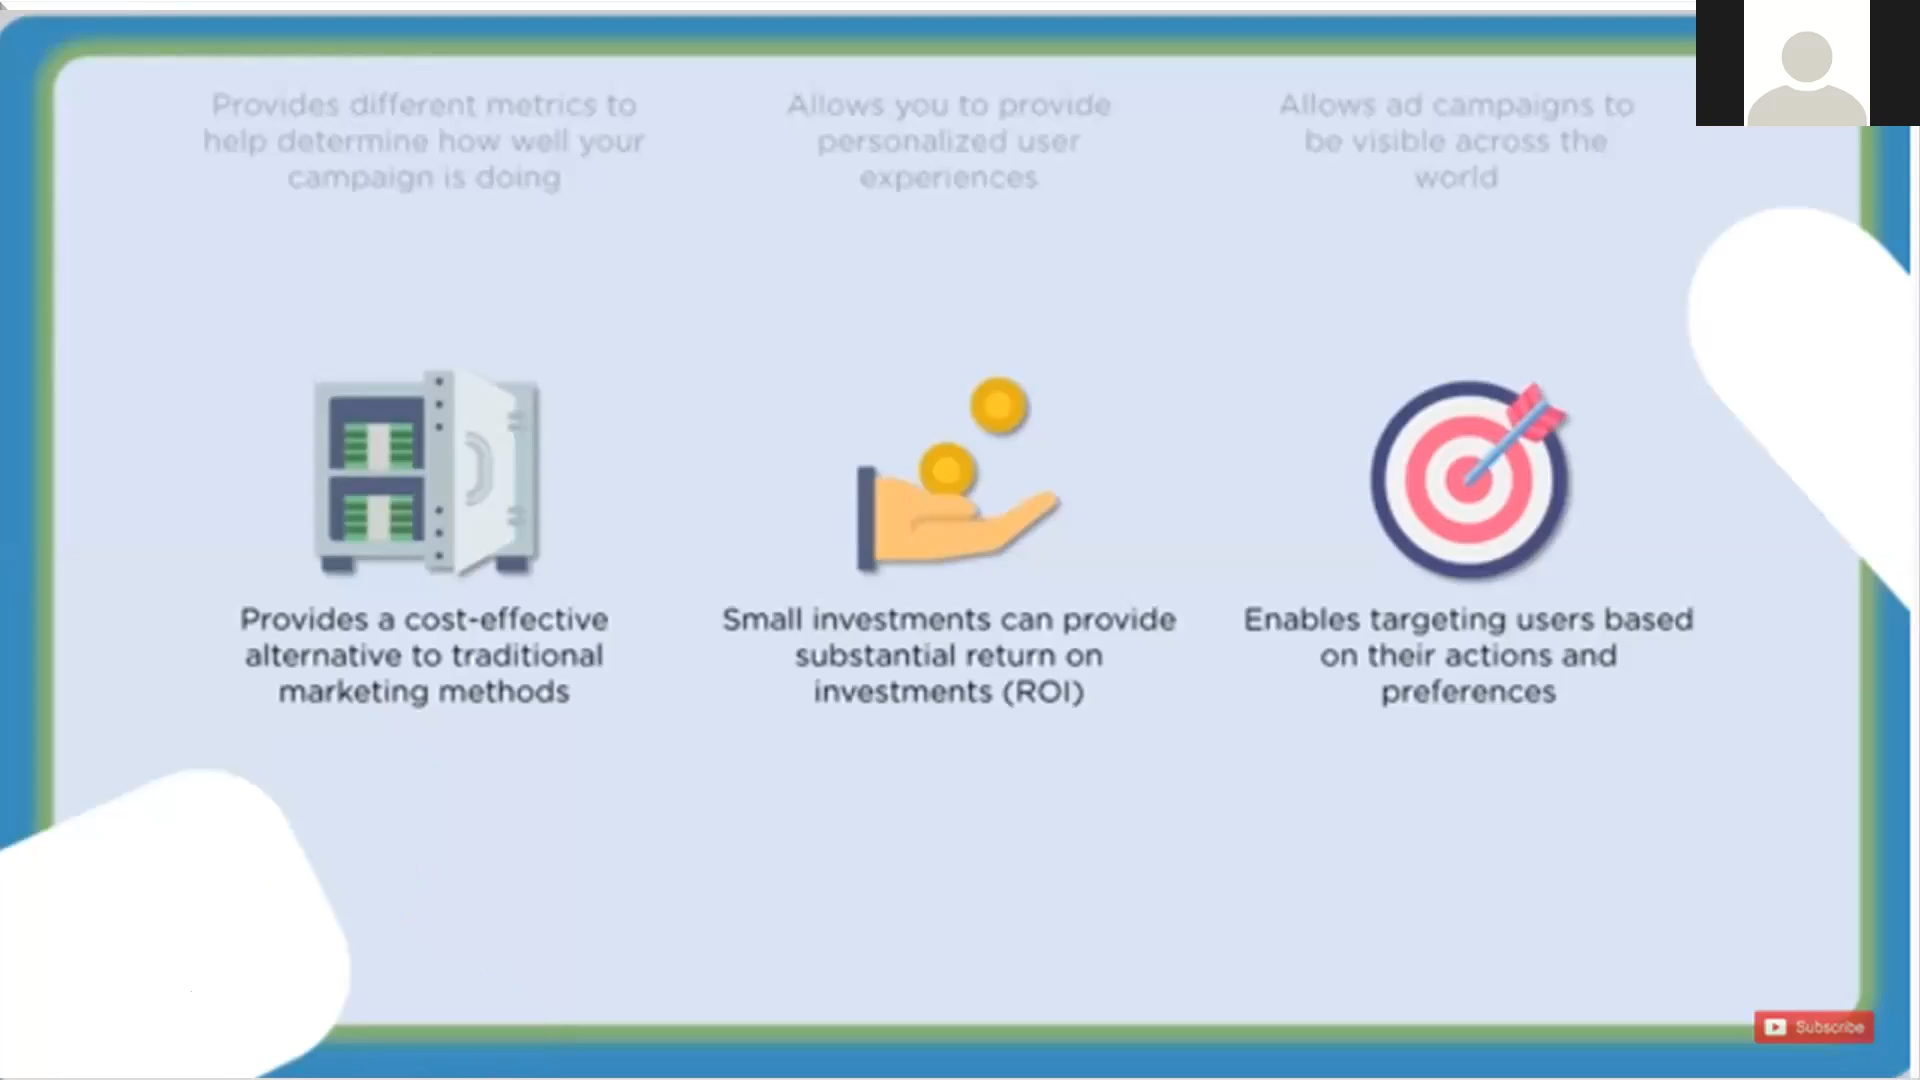 Provides different metrics to
help determine how well your
campaign is doing
Allows you to provide
personalized user
experiences
Allows ad campaigns to
be visible across the
world
Provides a cost-effective
alternative to traditional
marketing methods
Small investments can provide
substantial return on
investments (ROI)
Enables targeting users based
on their actions and
preferences
Subscribe